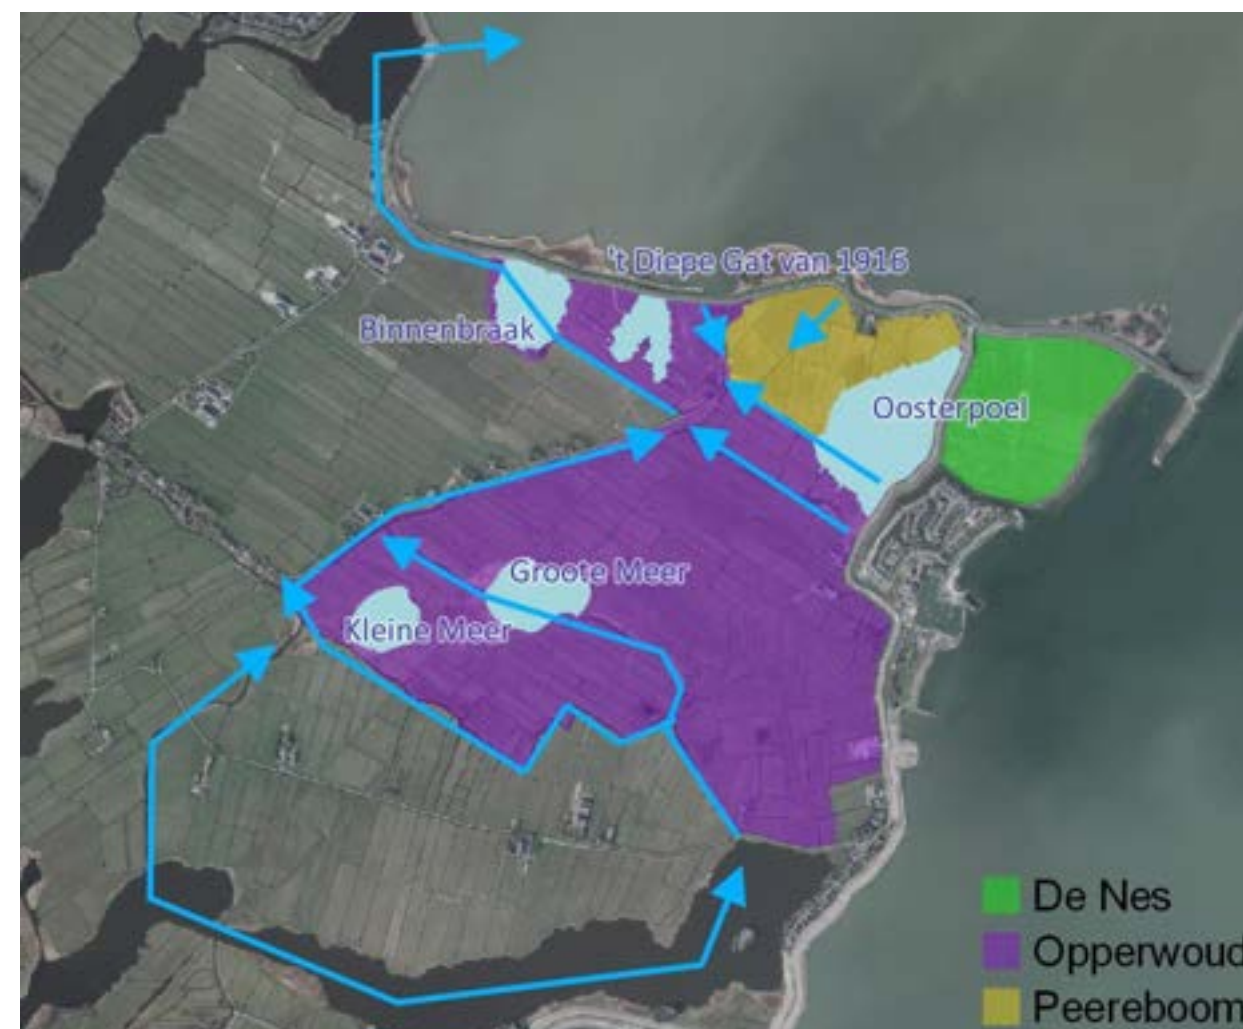 't Diepe Gat van 1916
Binnenbraak
Oosterpoel
Groote Meer
Kleine Meer
De Nes
Opperwoud
Peereboom